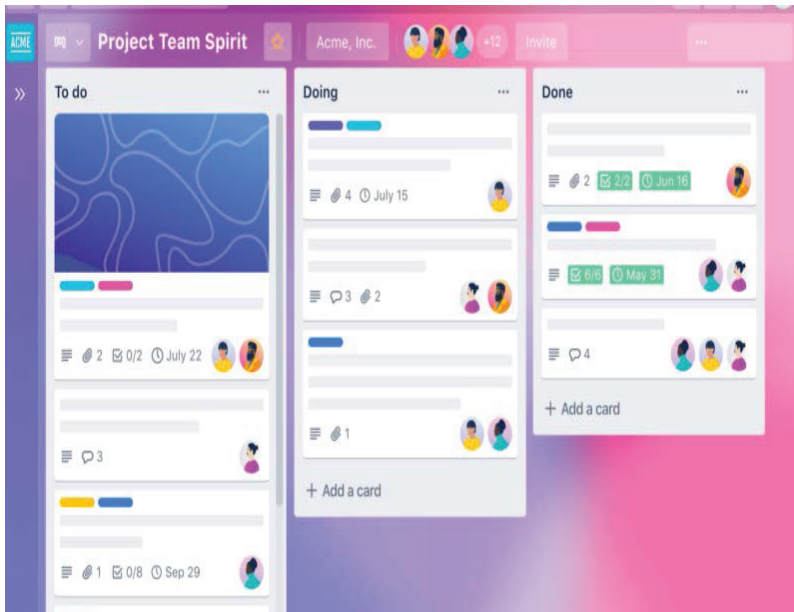 ACME
Project Team Spirit
Acme, Inc.
+12
Invite
...
»
To do
...
2 0/2 July 22
3
1 0/8 Sep 29
Doing
...
4 July 15
3 2
1
+ Add a card
Done
...
2 2/2 Jun 16
6/6 May 31
4
+ Add a card